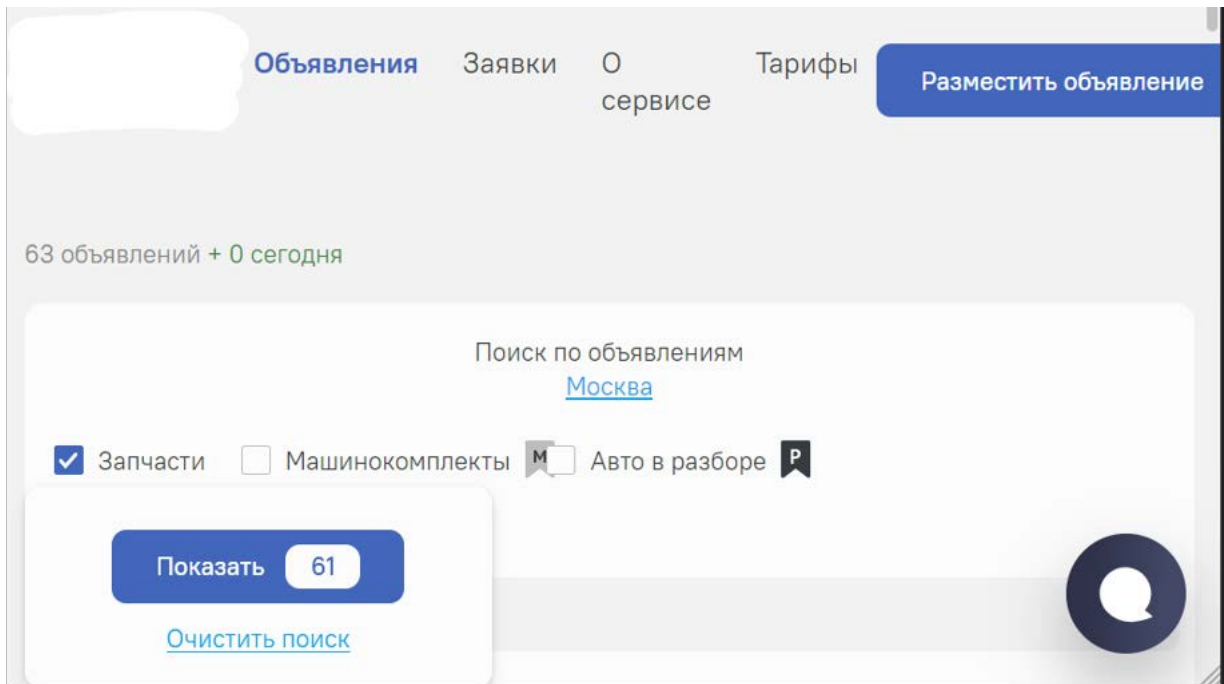 Объявления Заявки О сервисе Тарифы Разместить объявление
63 объявлений + 0 сегодня
Поиск по объявлениям
Москва
Запчасти Машинокомплекты М Авто в разборе Р
Показать 61
Очистить поиск